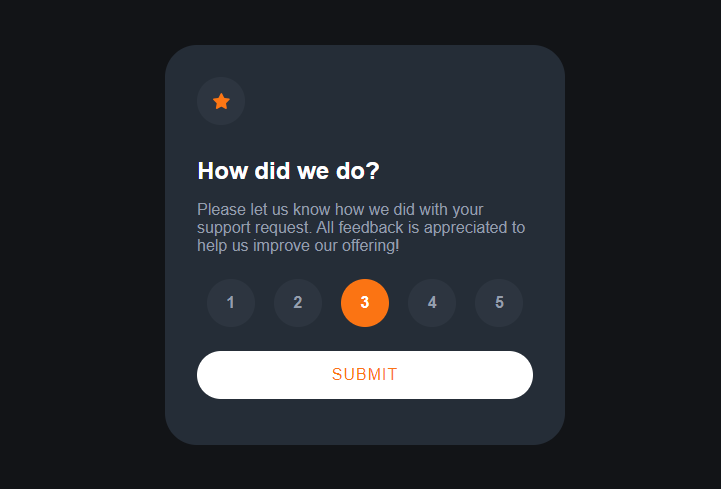 How did we do?
Please let us know how we did with your
support request. All feedback is appreciated to
help us improve our offering!
1 2 3 4 5
SUBMIT